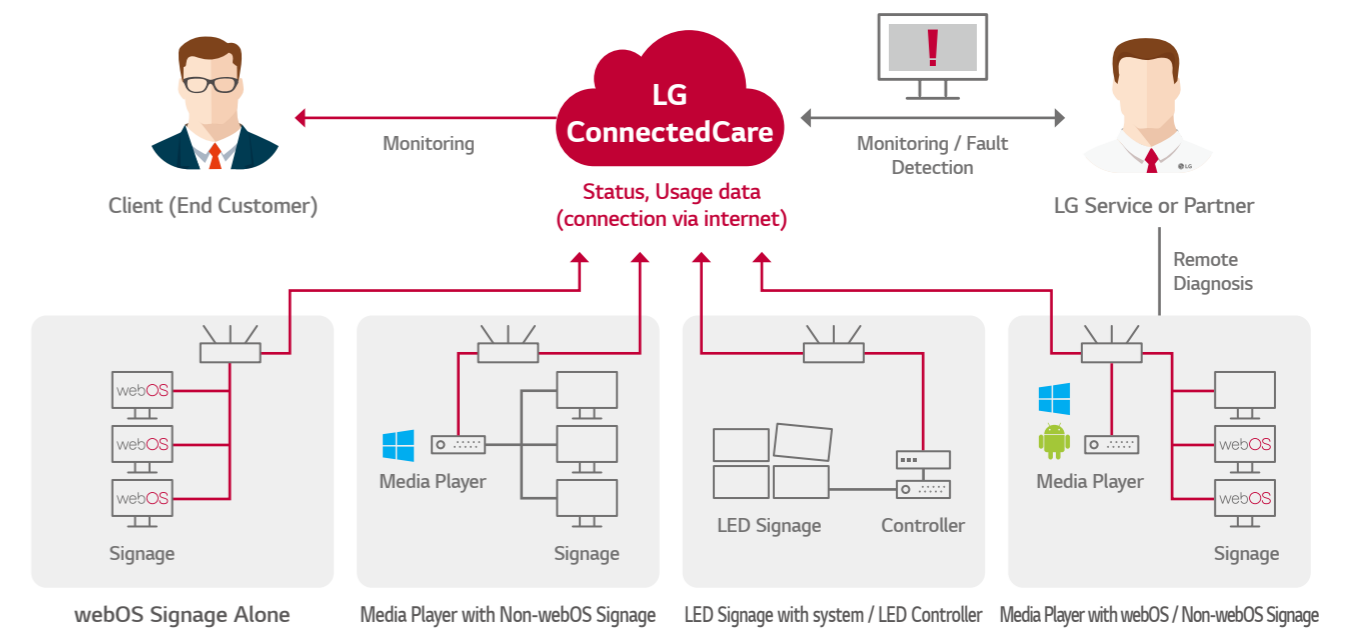 LG
ConnectedCare
Monitoring
Monitoring / Fault
Detection
Client (End Customer)
Status, Usage data
(connection via internet)
LG
LG Service or Partner
Remote
Diagnosis
webOS
webOS
webOS
Signage
webOS Signage Alone
Media Player
Signage
Media Player with Non-webOS Signage
LED Signage
Controller
LED Signage with system / LED Controller
Media Player
webOS
webOS
Signage
Media Player with webOS / Non-webOS Signage